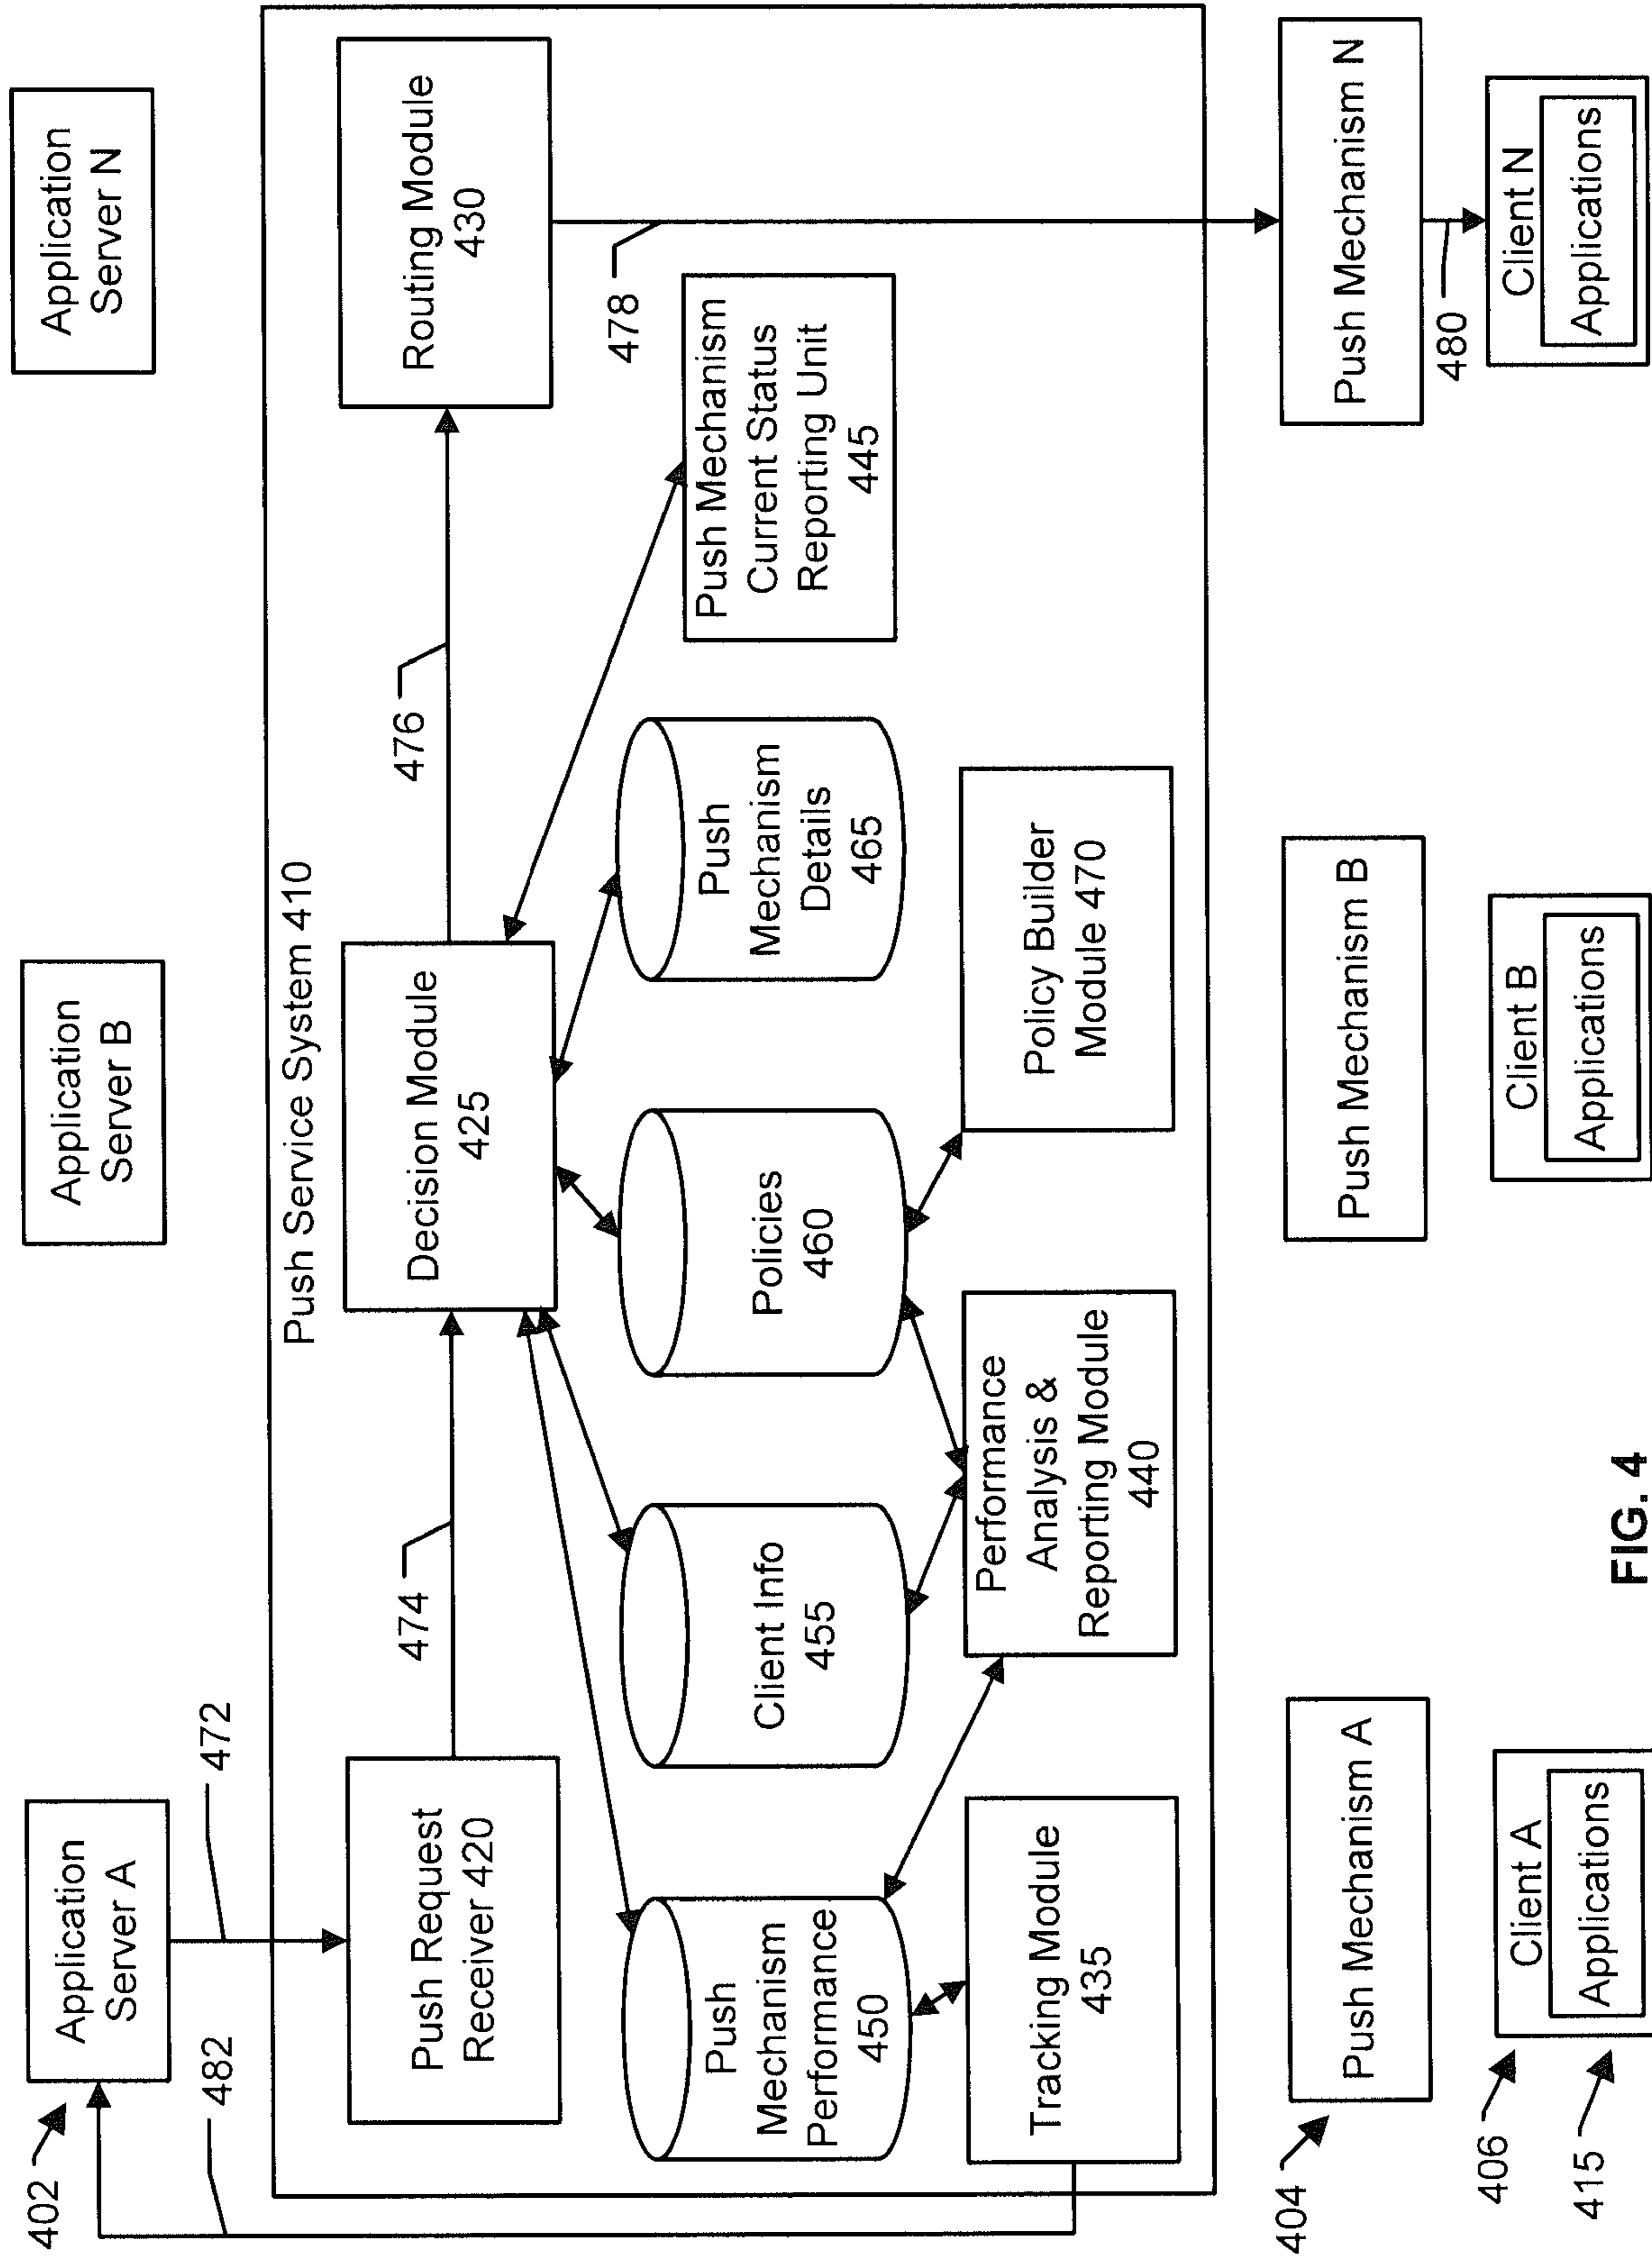 402
Application
Server A
Application
Server B
Application
Server N
482
472
Push Service System 410
Push Request
Receiver 420
474
Decision Module
425
476
Routing Module
430
Push
Mechanism
Performance
450
Client Info
455
Policies
460
Push
Mechanism
Details
465
478
Push Mechanism
Current Status
Reporting Unit
445
Tracking Module
435
Performance
Analysis &
Reporting Module
440
Policy Builder
Module 470
404
Push Mechanism A
Push Mechanism B
Push Mechanism N
480
406
Client A
Client B
Client N
415
Applications
Applications
Applications
FIG. 4